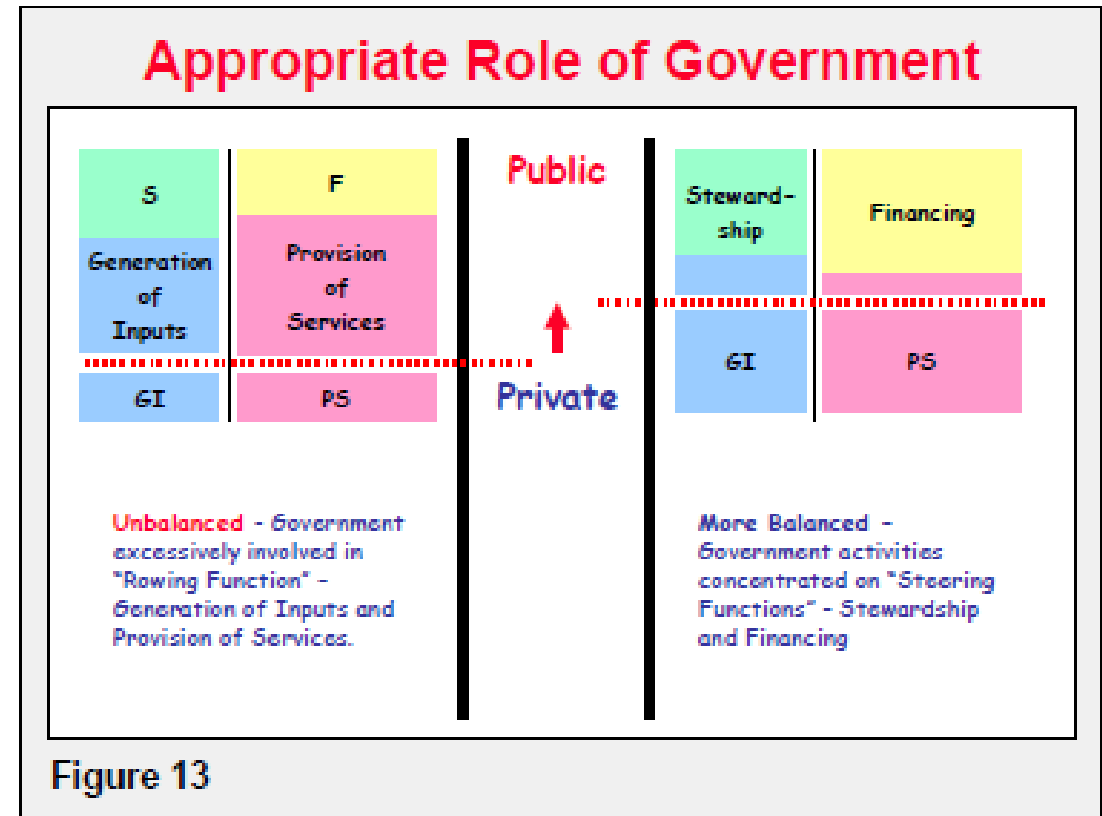 Appropriate Role of Government
S
Generation
of
Inputs
GI
F
Provision
of
Services
PS
Public
Private
Steward-
ship
GI
Financing
PS
Unbalanced - Government
excessively involved in
"Rowing Function" -
Generation of Inputs and
Provision of Services.
More Balanced -
Government activities
concentrated on "Steering
Functions" - Stewardship
and Financing
Figure 13